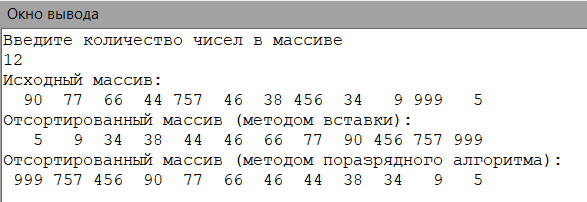 Окно вывода
Введите количество чисел в массиве
12
Исходный массив:
90 77 66 44 757 46 38 456 34 9 999 5
Отсортированный массив (методом вставки):
5 9 34 38 44 46 66 77 90 456 757 999
Отсортированный массив (методом поразрядного алгоритма):
999 757 456 90 77 66 46 44 38 34 9 5